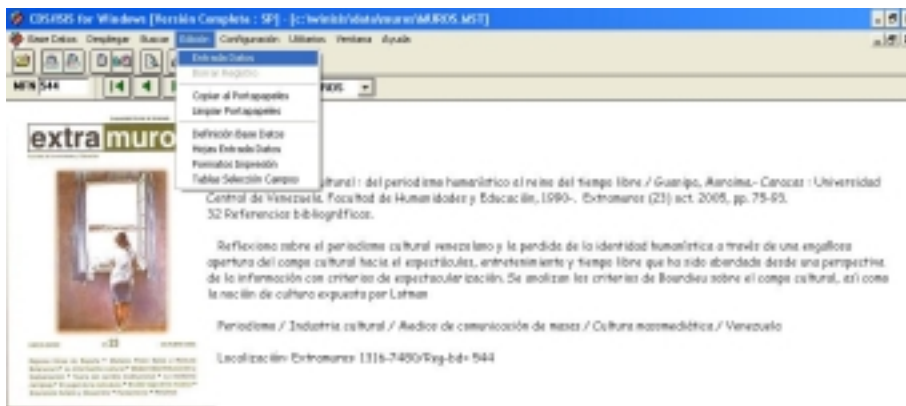 CDS/ISIS for Windows [Versión Completa : SP] - [c:\winisis\data\muros\MUROS.MST]
Base Datos Desplegar Buscar Edición Configuración Utilitarios Ventana Ayuda
Entrada Datos
Borrar Registro
MFN 544
Copiar al Portapapeles
Limpiar Portapapeles
Definición Base Datos
Hojas Entrada Datos
Formatos Impresión
Tablas Selección Campos
extramuro
cultural : del periodismo humanístico al reino del tiempo libre / Guanipa, Moraima.- Caracas : Universidad
Central de Venezuela. Facultad de Humanidades y Educación, 1990-. Extramuros (23) oct. 2005, pp. 75-93.
32 Referencias bibliográficas.
Reflexiona sobre el periodismo cultural venezolano y la perdida de la identidad humanística a través de una engañosa
apertura del campo cultural hacia el espectáculos, entretenimiento y tiempo libre que ha sido abordada desde una perspectiva
de la información con criterios de espectacularización. Se analizan los criterios de Bourdieu sobre el campo cultural, así como
la noción de cultura expuesta por Lotman
Periodismo / Industria cultural / Medios de comunicación de masas / Cultura massmediática / Venezuela
Localización: Extramuros 1316-7480/Reg-bd= 544
23